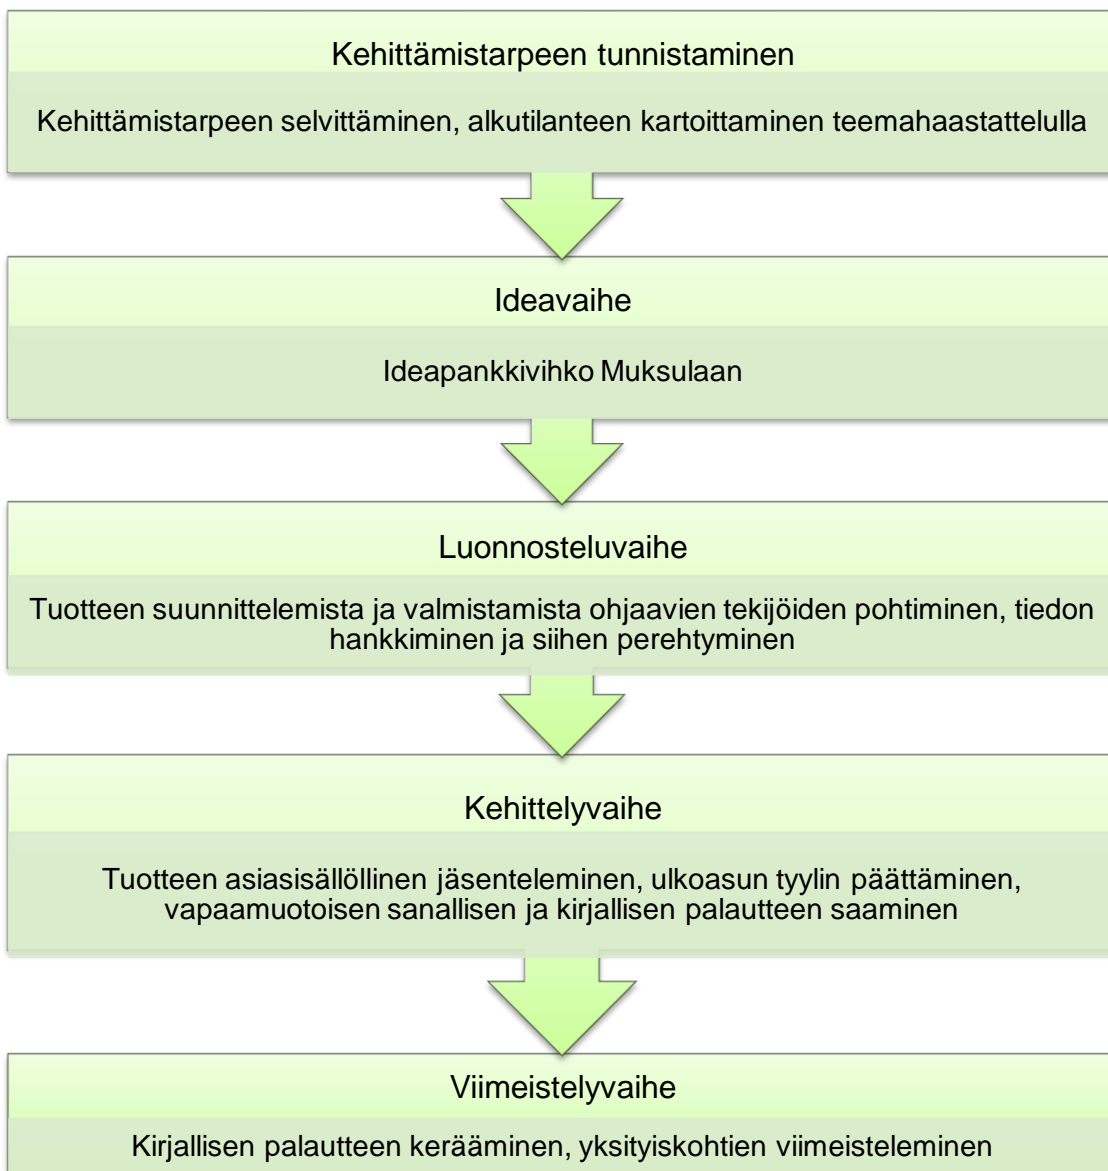 Kehittämistarpeen tunnistaminen
Kehittämistarpeen selvittäminen, alkutilanteen kartoittaminen teemahaastattelulla
Ideavaihe
Ideapankkivihko Muksulaan
Luonnosteluvaihe
Tuotteen suunnittelemista ja valmistamista ohjaavien tekijöiden pohtiminen, tiedon
hankkiminen ja siihen perehtyminen
Kehittelyvaihe
Tuotteen asiasisällöllinen jäsenteleminen, ulkoasun tyylin päättäminen,
vapaamuotoisen sanallisen ja kirjallisen palautteen saaminen
Viimeistelyvaihe
Kirjallisen palautteen kerääminen, yksityiskohtien viimeisteleminen